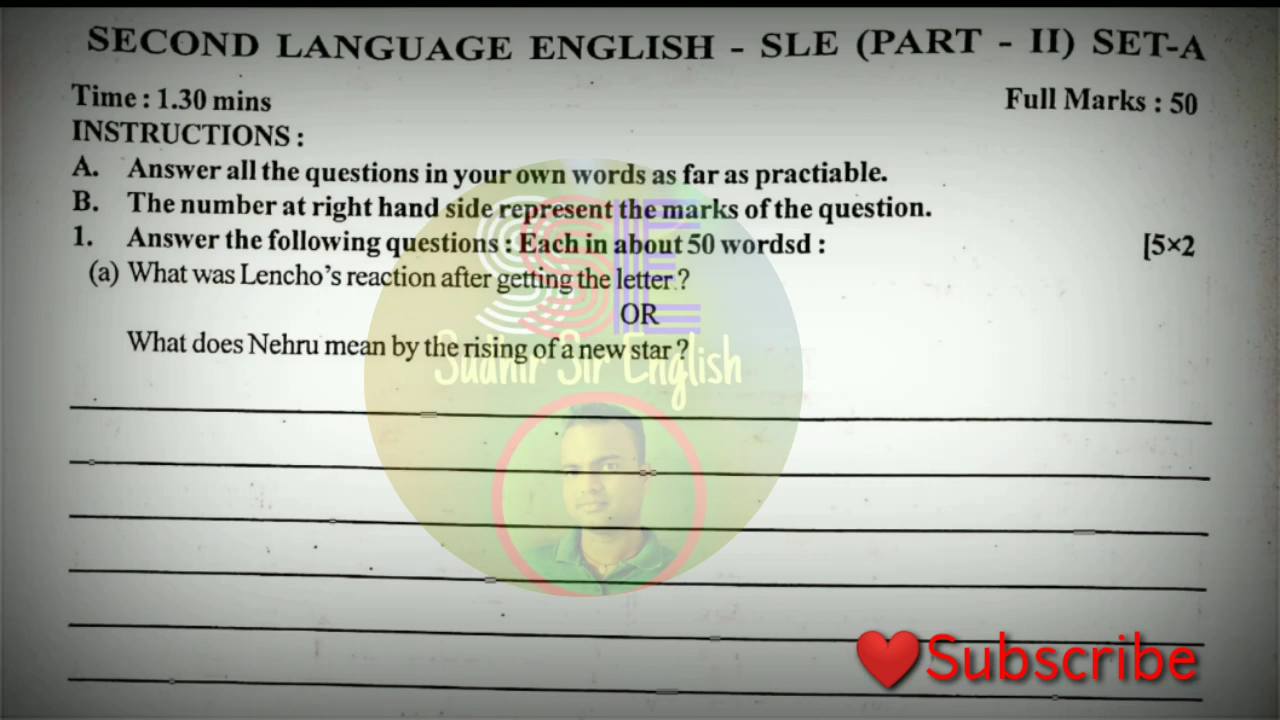 SECOND LANGUAGE ENGLISH - SLE (PART - II) SET-A
Time : 1.30 mins Full Marks : 50
INSTRUCTIONS :
A. Answer all the questions in your own words as far as practiable.
B. The number at right hand side represent the marks of the question.
1. Answer the following questions : Each in about 50 wordsd : [5×2
(a) What was Lencho's reaction after getting the letter ?
OR
What does Nehru mean by the rising of a new star ?
SSE
Sudhir Sir English
❤️Subscribe